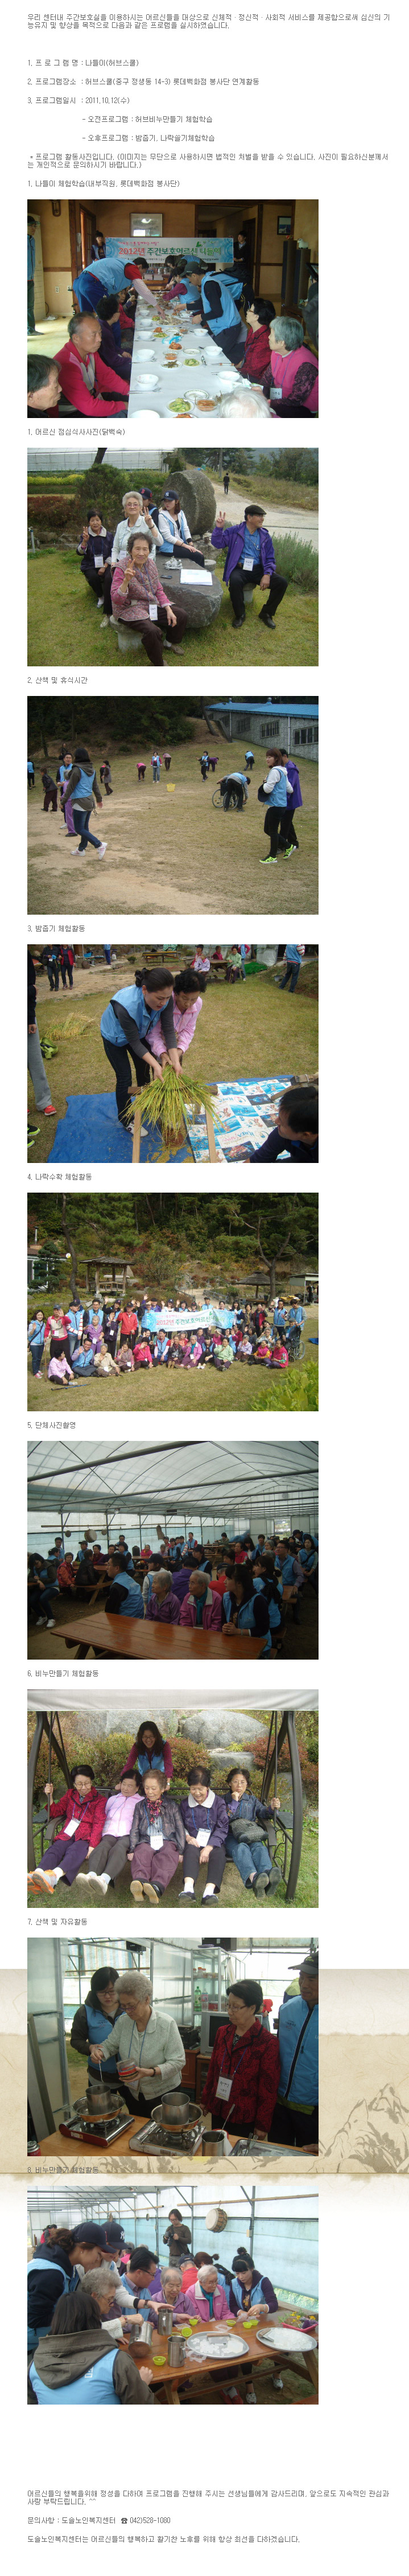 우리 센터내 주간보호실을 이용하시는 어르신들을 대상으로 신체적·정신적·사회적 서비스를 제공함으로써 심신의 기
능유지 및 향상을 목적으로 다음과 같은 프로램을 실시하였습니다.
1. 프 로 그 램 명 : 나들이(허브스쿨)
2. 프로그램장소 : 허브스쿨(중구 정생동 14-3) 롯데백화점 봉사단 연계활동
3. 프로그램일시 : 2011.10.12(수)
- 오전프로그램 : 허브비누만들기 체험학습
- 오후프로그램 : 밤줍기, 나락골기체험학습
* 프로그램 활동사진입니다. (이미지는 무단으로 사용하시면 법적인 처벌을 받을 수 있습니다. 사진이 필요하신분께서
는 개인적으로 문의하시기 바랍니다.)
1. 나들이 체험학습(내부직원, 롯데백화점 봉사단)
2012년 주간보호어르신 나들이
1. 어르신 점심식사사진(닭백숙)
2. 산책 및 휴식시간
3. 밤줍기 체험활동
4. 나락수확 체험활동
2012년 주간보호어르신
5. 단체사진촬영
6. 비누만들기 체험활동
7. 산책 및 자유활동
8. 비누만들기 체험활동
어르신들의 행복을위해 정성을 다하여 프로그램을 진행해 주시는 선생님들에게 감사드리며, 앞으로도 지속적인 관심과
사랑 부탁드립니다. ^^
문의사항 : 도솔노인복지센터 ☎ 042)528-1080
도솔노인복지센터는 어르신들의 행복하고 활기찬 노후를 위해 항상 최선을 다하겠습니다.